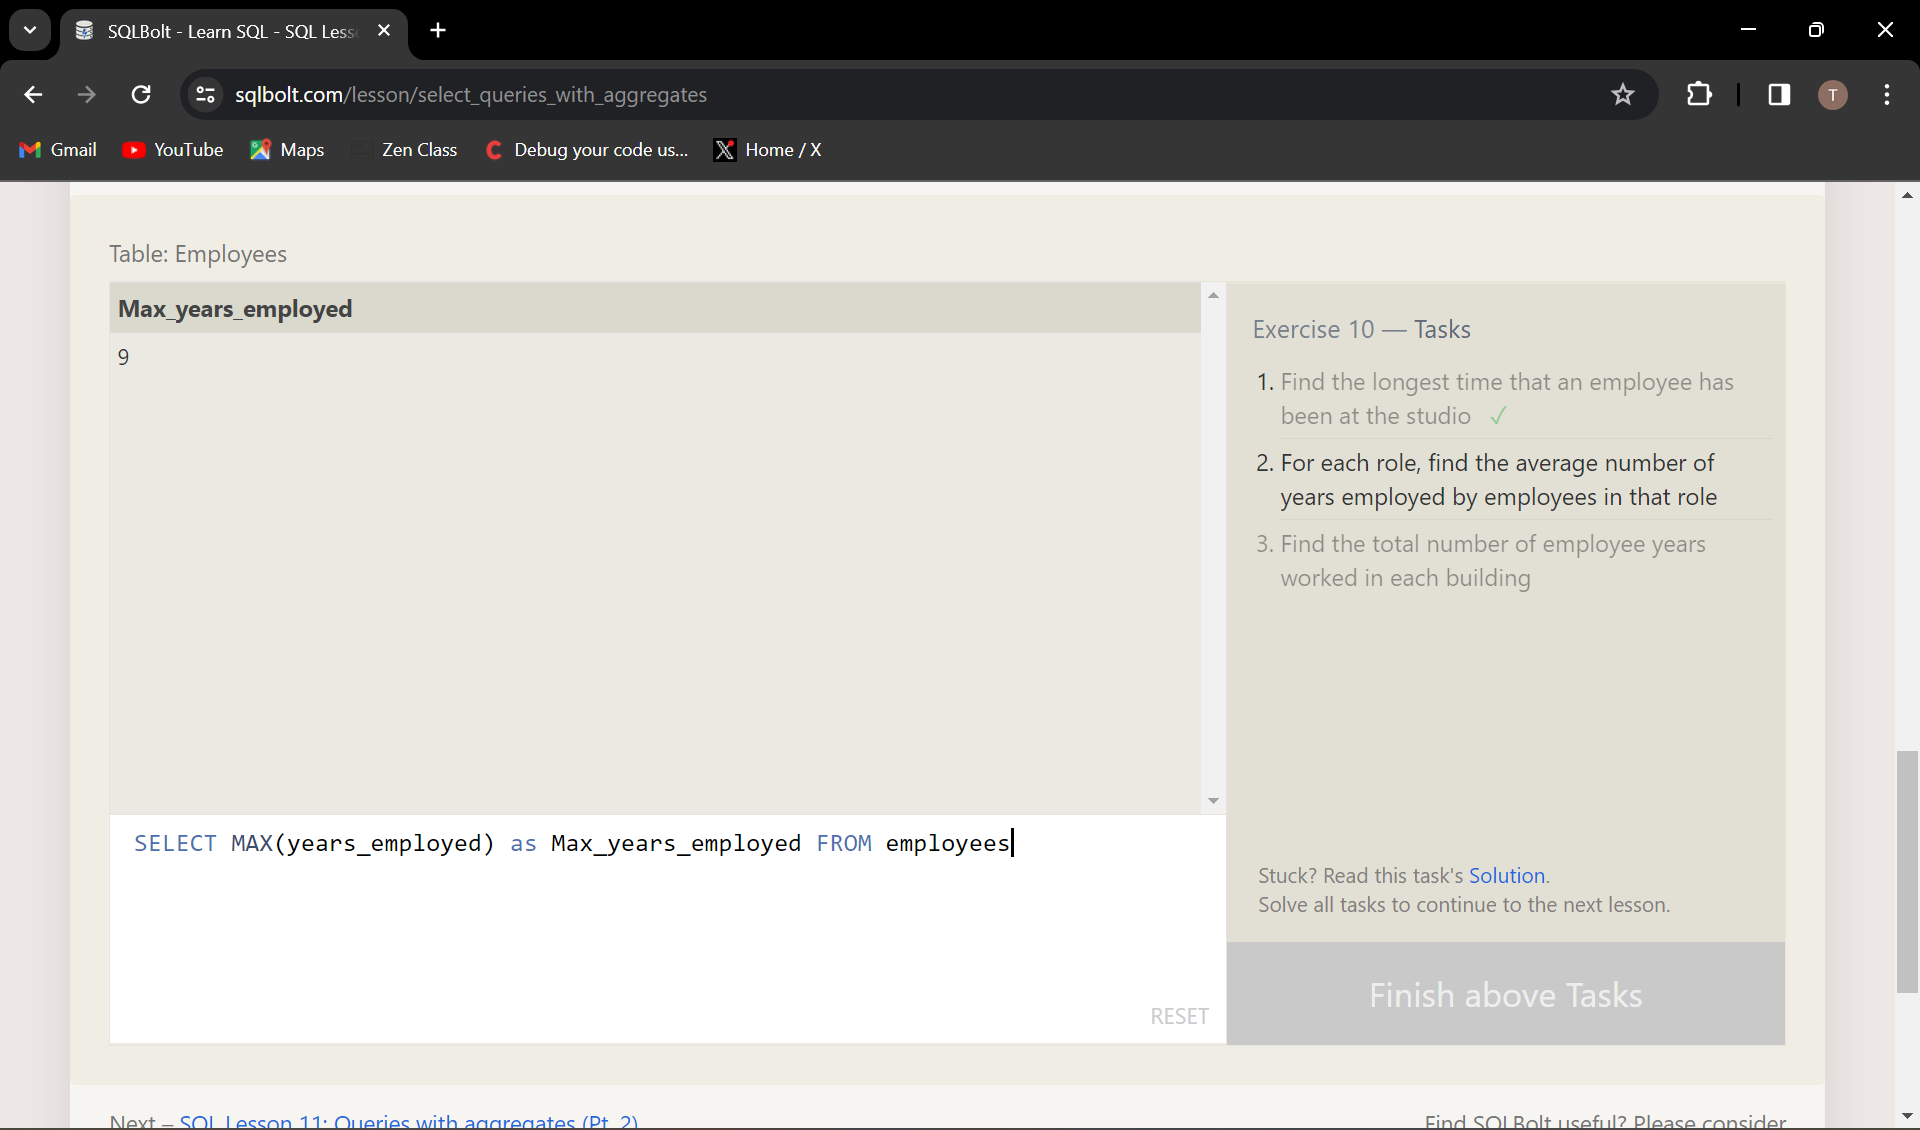 SQLBolt - Learn SQL - SQL Less
sqlbolt.com/lesson/select_queries_with_aggregates
T
Gmail
YouTube
Maps
Zen Class
Debug your code us...
Home / X
Table: Employees
Max_years_employed
9
SELECT MAX(years_employed) as Max_years_employed FROM employees
RESET
Exercise 10 — Tasks
1. Find the longest time that an employee has
been at the studio ✓
2. For each role, find the average number of
years employed by employees in that role
3. Find the total number of employee years
worked in each building
Stuck? Read this task's Solution.
Solve all tasks to continue to the next lesson.
Finish above Tasks
Next – SQL Lesson 11: Queries with aggregates (Pt. 2)
Find SQLBolt useful? Please consider